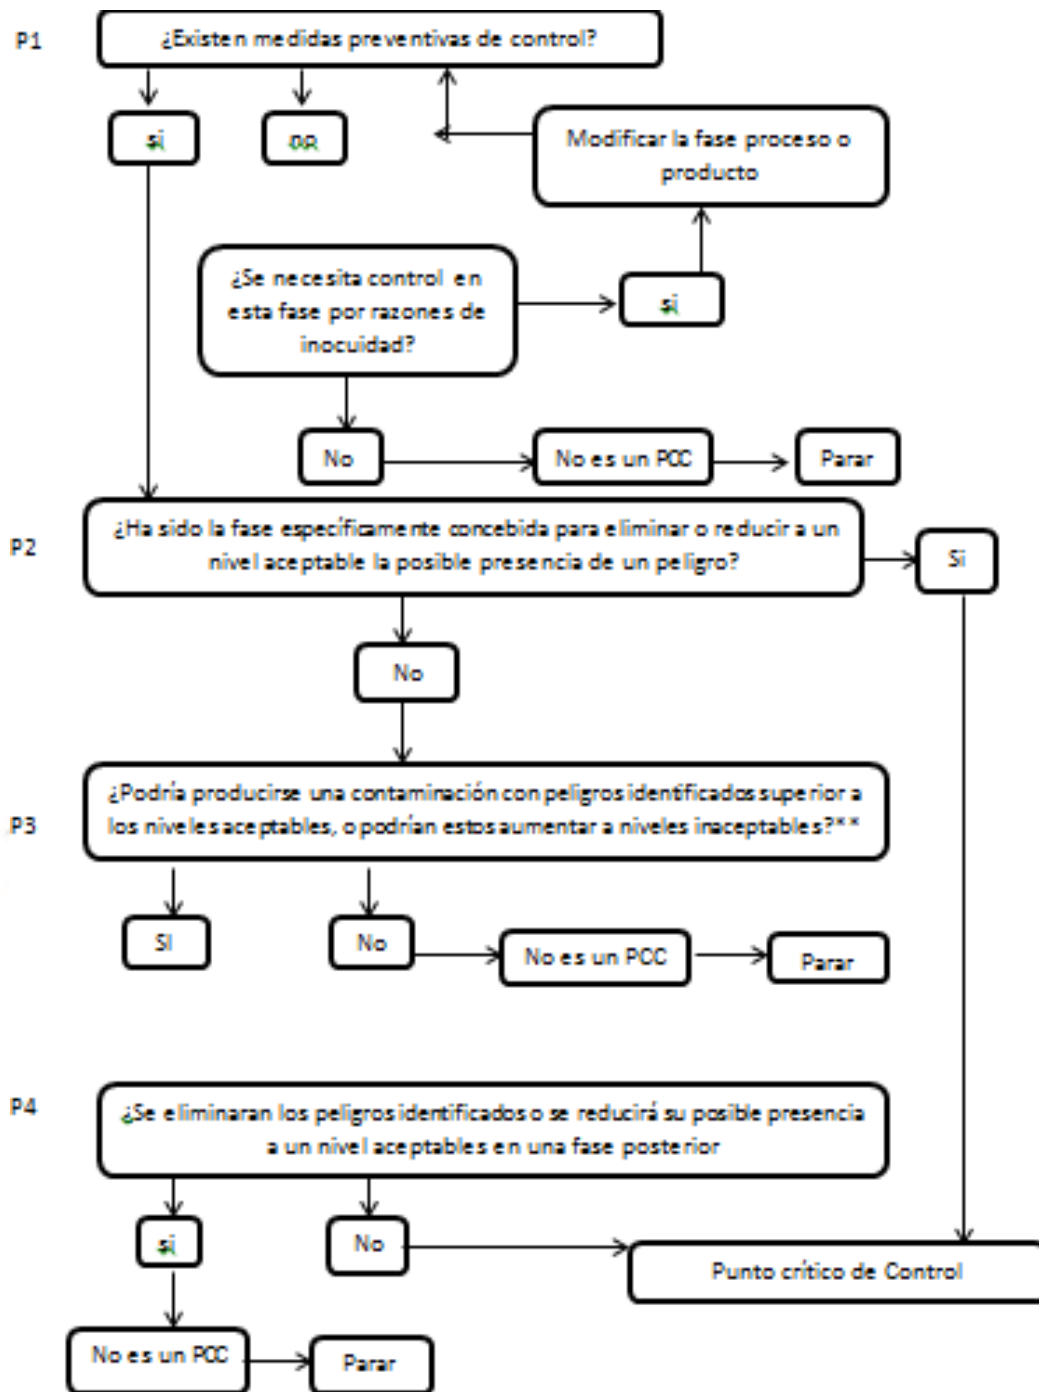 P1
¿Existen medidas preventivas de control?
si
no
Modificar la fase proceso o
producto
¿Se necesita control en
esta fase por razones de
inocuidad?
si
No
No es un PCC
Parar
P2
¿Ha sido la fase específicamente concebida para eliminar o reducir a un
nivel aceptable la posible presencia de un peligro?
Si
No
P3
¿Podría producirse una contaminación con peligros identificados superior a
los niveles aceptables, o podrían estos aumentar a niveles inaceptables?**
SI
No
No es un PCC
Parar
P4
¿Se eliminaran los peligros identificados o se reducirá su posible presencia
a un nivel aceptables en una fase posterior
si
No
Punto crítico de Control
No es un PCC
Parar